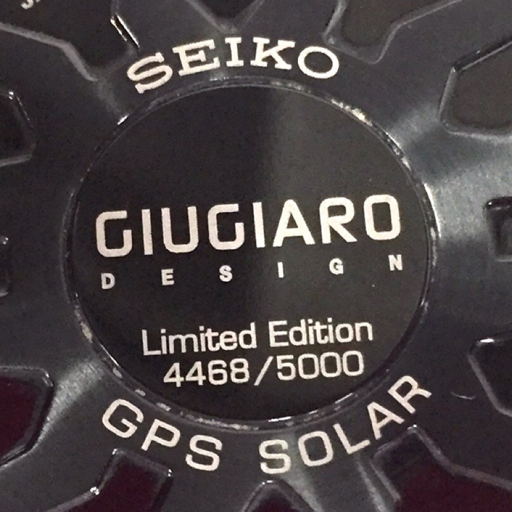 SEIKO
GIUGIARO
DESIGN
Limited Edition
4468/5000
GPS SOLAR